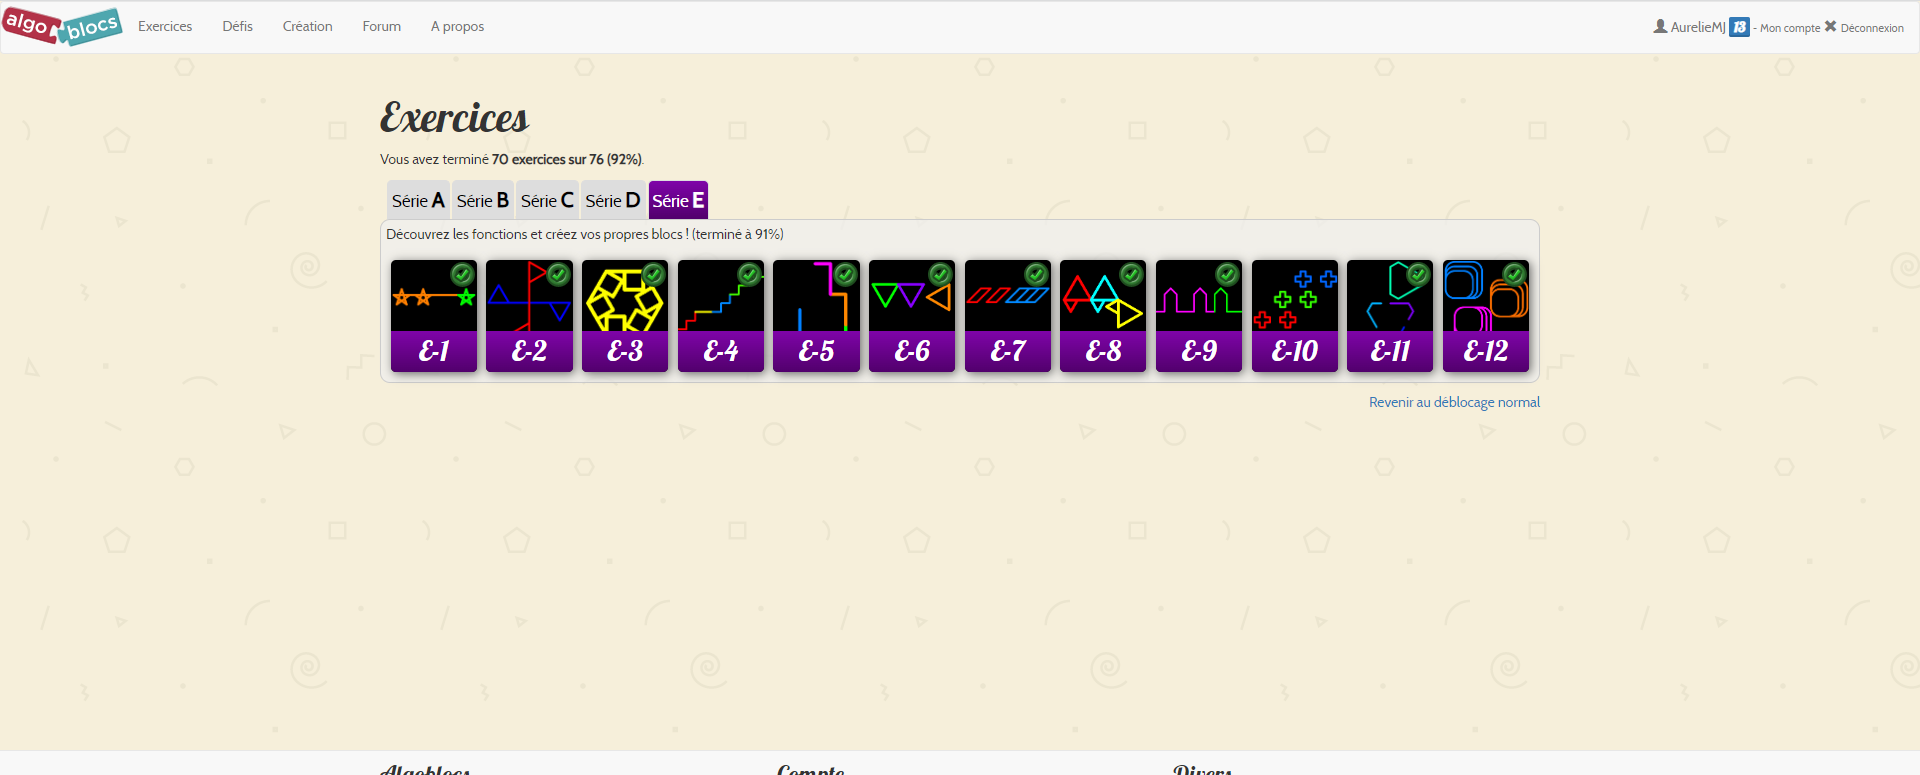 algo blocs
Exercices Défis Création Forum A propos
AurelieMJ 13 - Mon compte Déconnexion
Exercices
Vous avez terminé 70 exercices sur 76 (92%).
Série A Série B Série C Série D Série E
Découvrez les fonctions et créez vos propres blocs ! (terminé à 91%)
E-1 E-2 E-3 E-4 E-5 E-6 E-7 E-8 E-9 E-10 E-11 E-12
Revenir au déblocage normal
Algoblocs Compte Divers